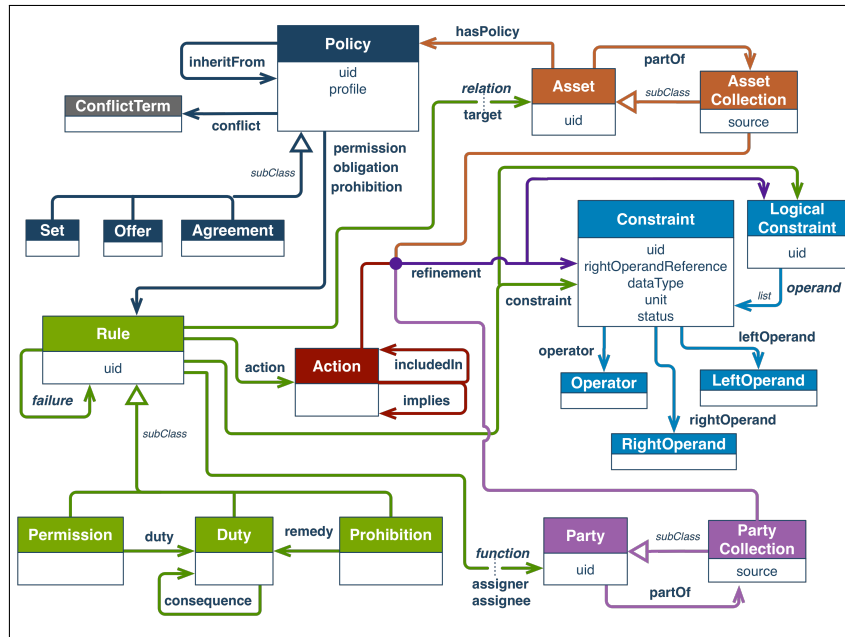 Policy
uid
profile
inheritFrom
hasPolicy
partOf
Asset
uid
subClass
Asset
Collection
source
relation
target
ConflictTerm
conflict
permission
obligation
prohibition
subClass
Set
Offer
Agreement
Constraint
uid
rightOperandReference
dataType
unit
status
Logical
Constraint
uid
refinement
constraint
list
operand
Rule
uid
failure
action
Action
includedIn
implies
operator
leftOperand
Operator
LeftOperand
rightOperand
RightOperand
subClass
Permission
duty
Duty
remedy
Prohibition
consequence
function
assigner
assignee
Party
uid
subClass
Party
Collection
source
partOf